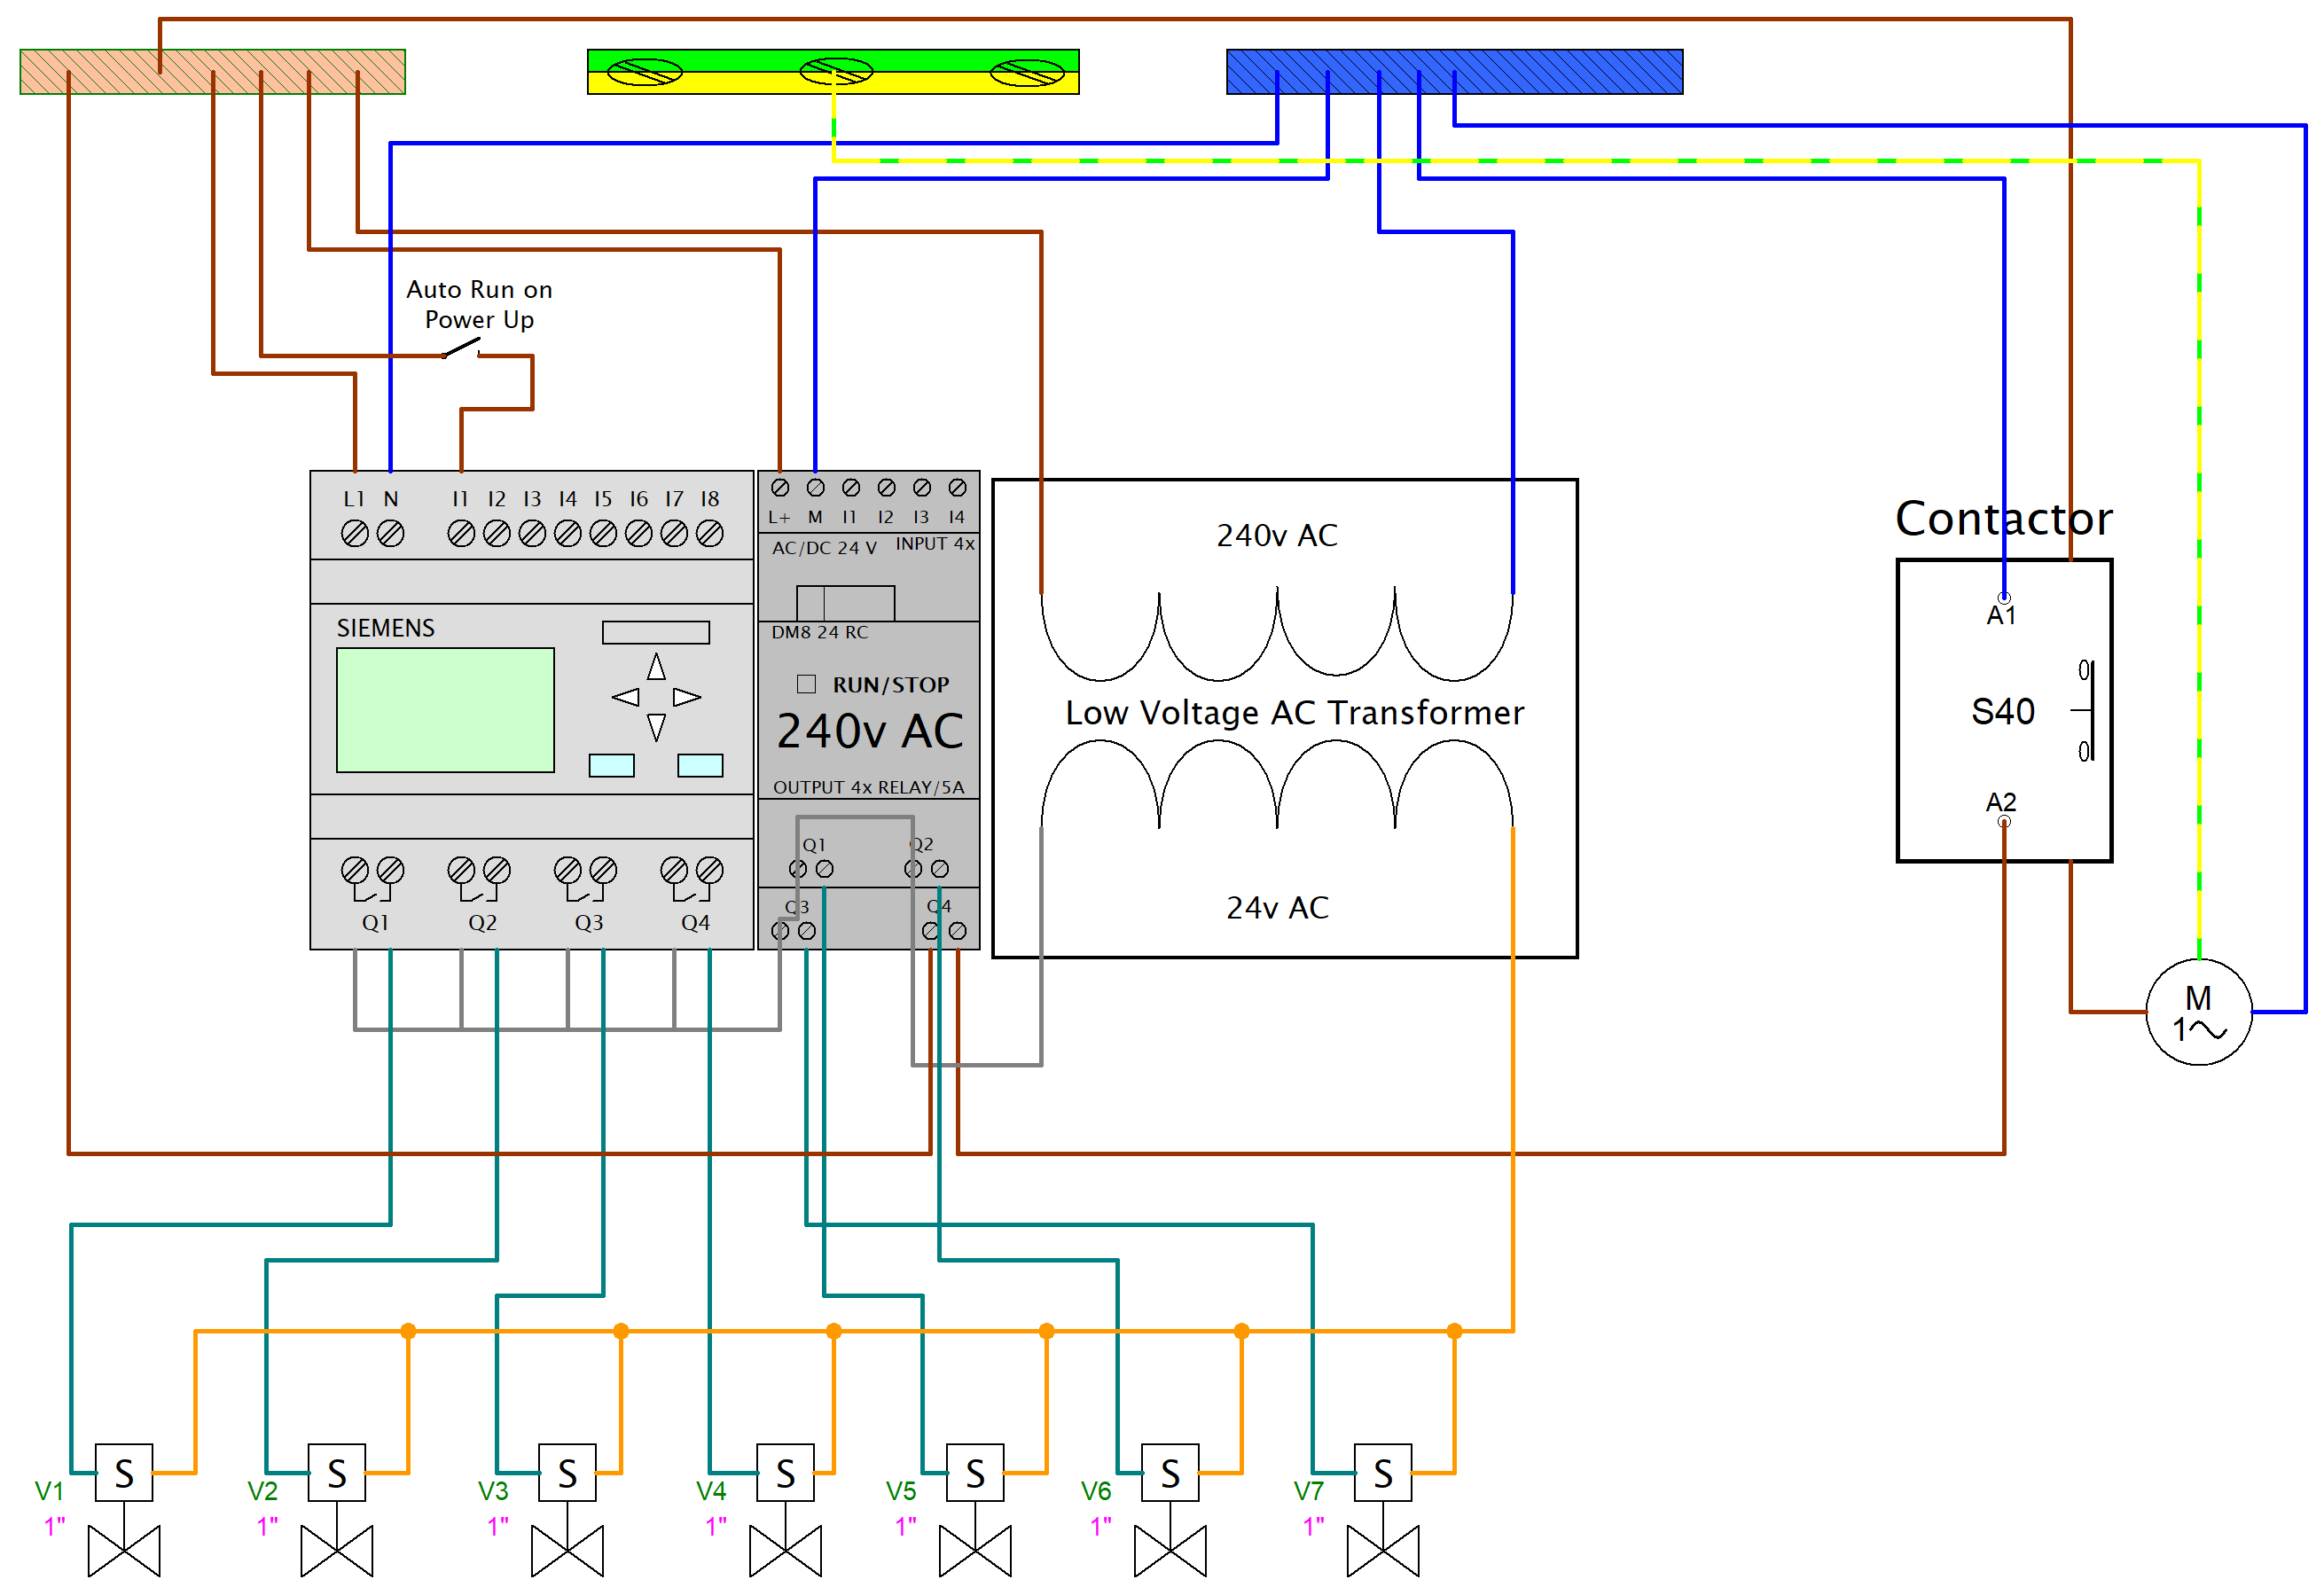 Auto Run on
Power Up
L1 N I1 I2 I3 I4 I5 I6 I7 I8
L+ M I1 I2 I3 I4
AC/DC 24 V INPUT 4x
240v AC
Contactor
A1
SIEMENS
DM8 24 RC
RUN/STOP
240v AC
Low Voltage AC Transformer
S40
OUTPUT 4x RELAY/5A
A2
Q1 Q2
Q3 Q4
Q1 Q2 Q3 Q4
24v AC
M
1~
S S S S S S S
V1 V2 V3 V4 V5 V6 V7
1" 1" 1" 1" 1" 1" 1"